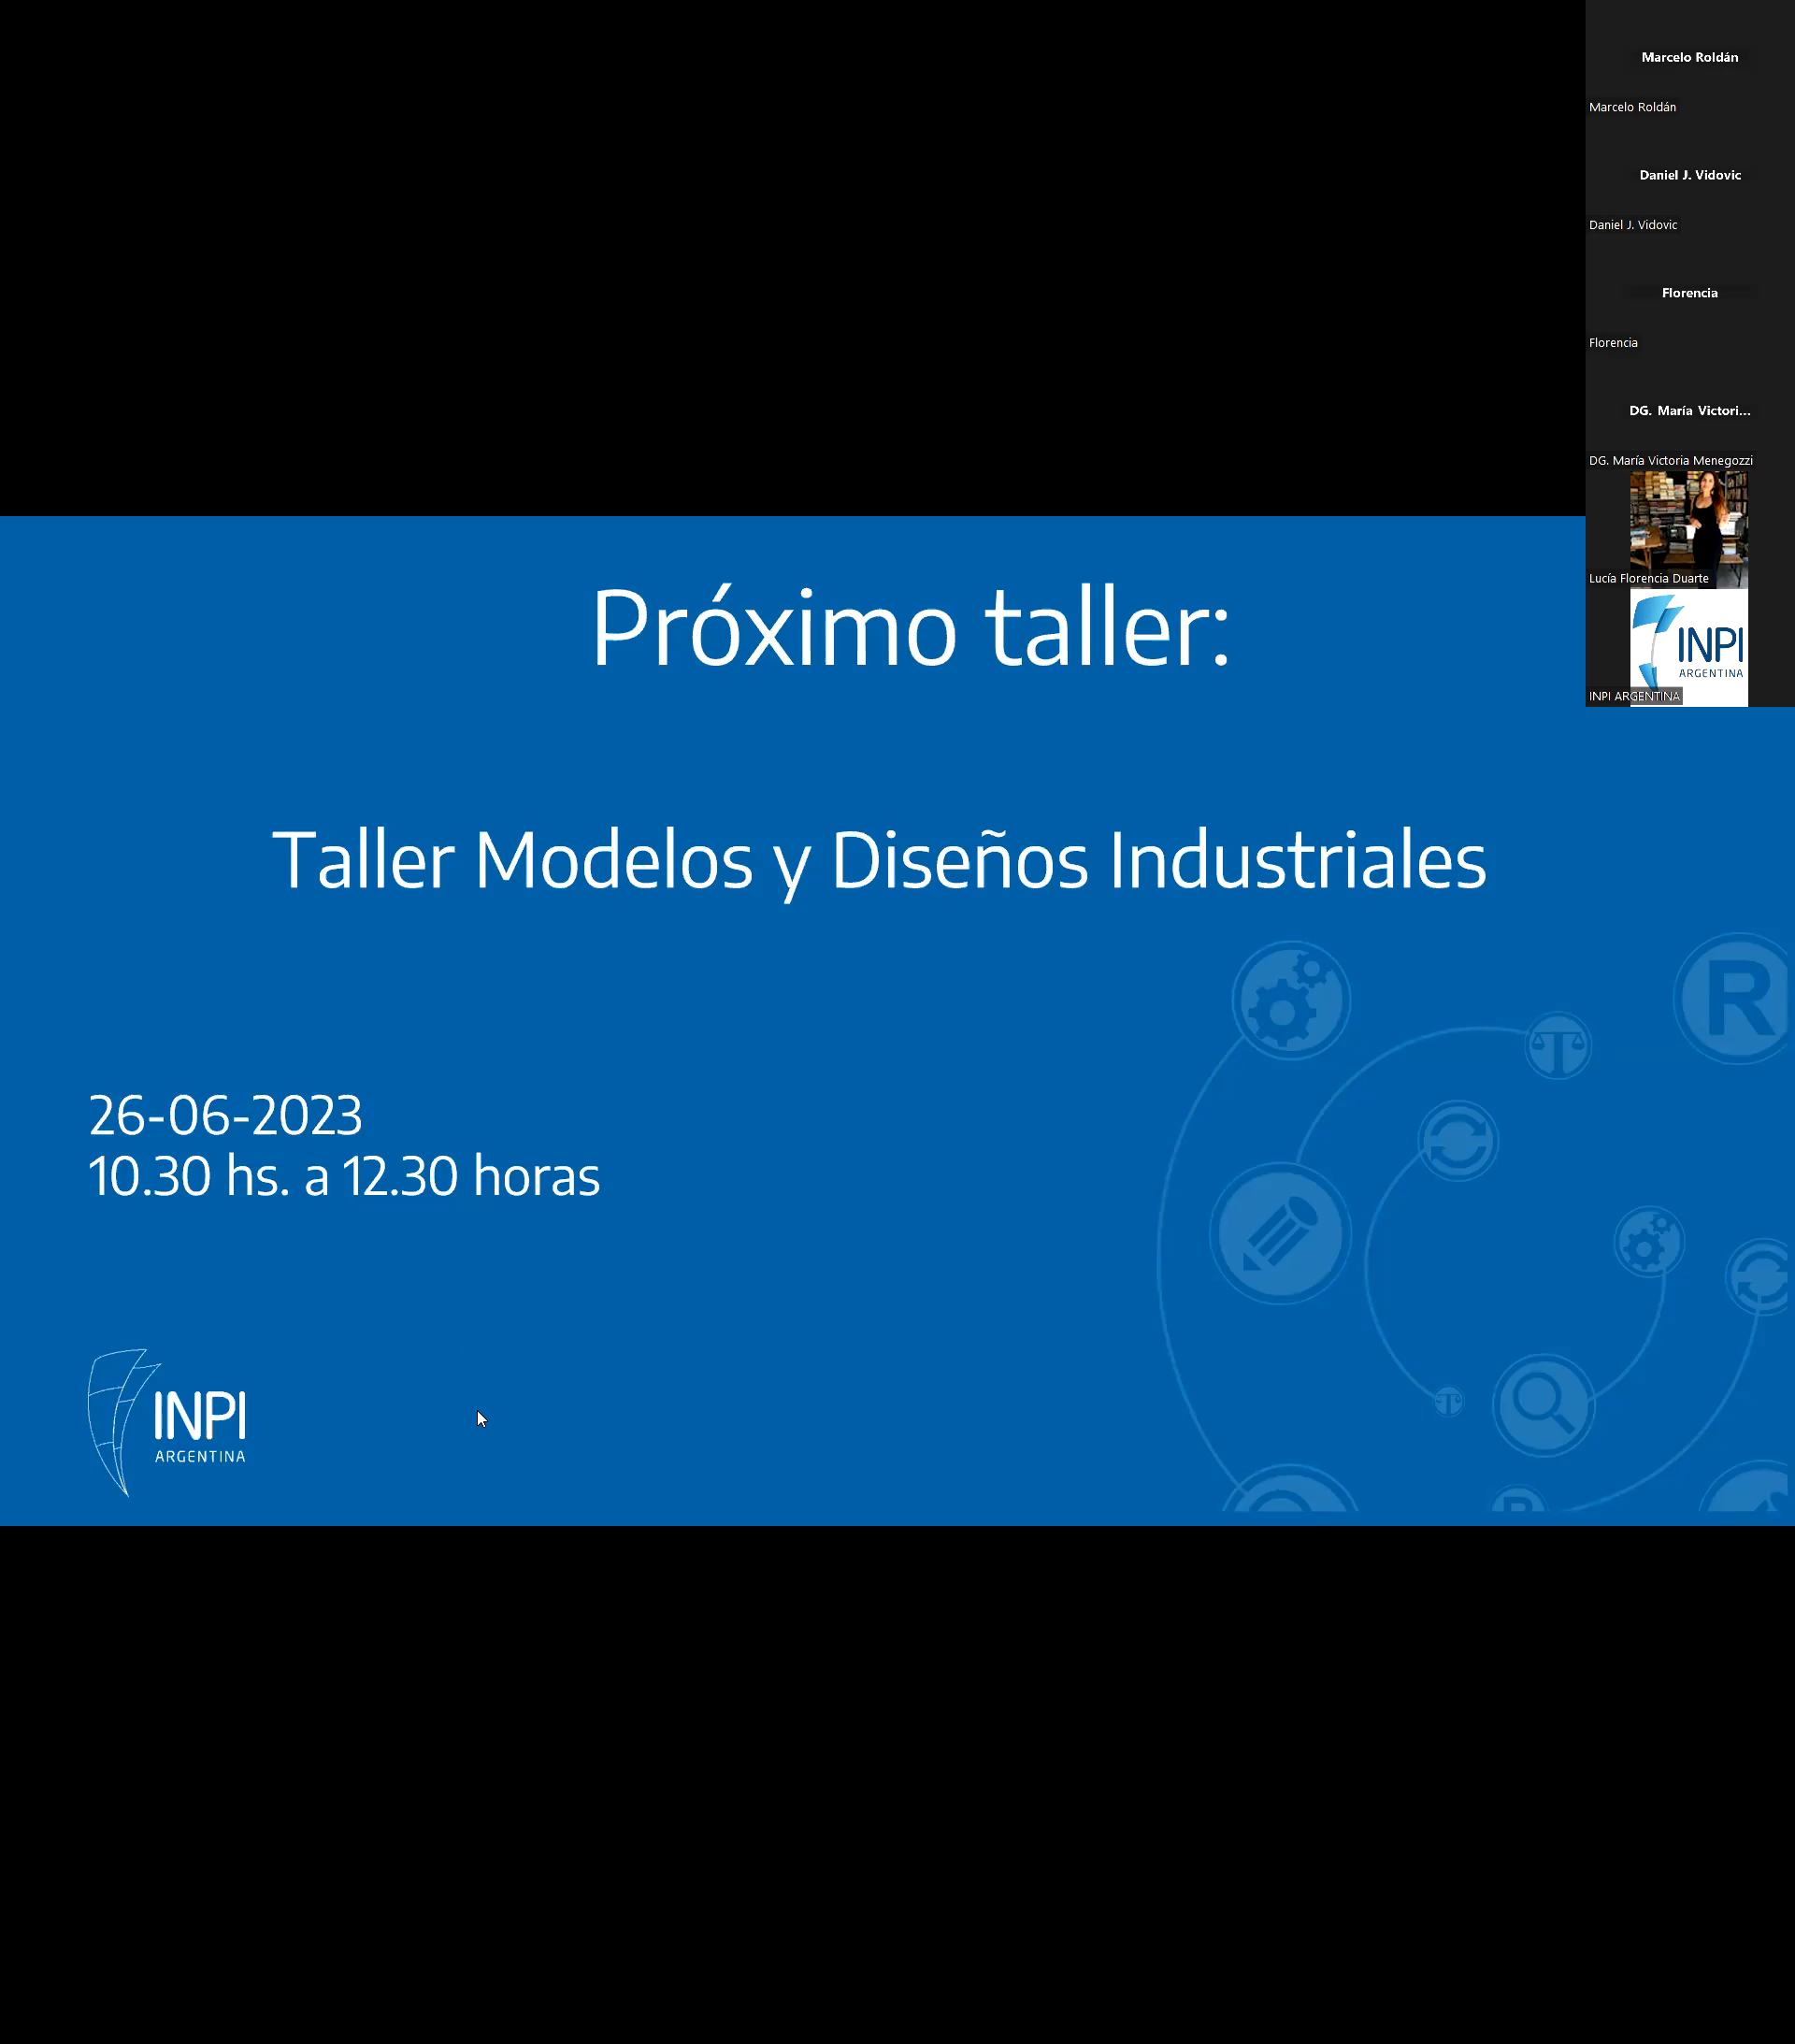 Marcelo Roldán
Marcelo Roldán
Daniel J. Vidovic
Daniel J. Vidovic
Florencia
Florencia
DG. María Victori...
DG. María Victoria Menegozzi
Lucía Florencia Duarte
INPI
ARGENTINA
INPI ARGENTINA
Próximo taller:
Taller Modelos y Diseños Industriales
R
26-06-2023
10.30 hs. a 12.30 horas
INPI
ARGENTINA
R